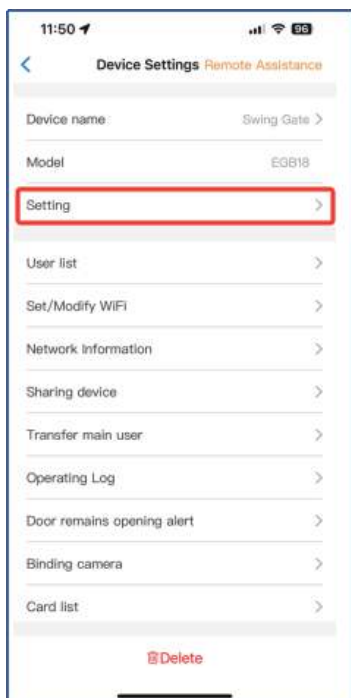 11:50
96
Device Settings Remote Assistance
Device name Swing Gate
Model EGB18
Setting
User list
Set/Modify WiFi
Network Information
Sharing device
Transfer main user
Operating Log
Door remains opening alert
Binding camera
Card list
Delete